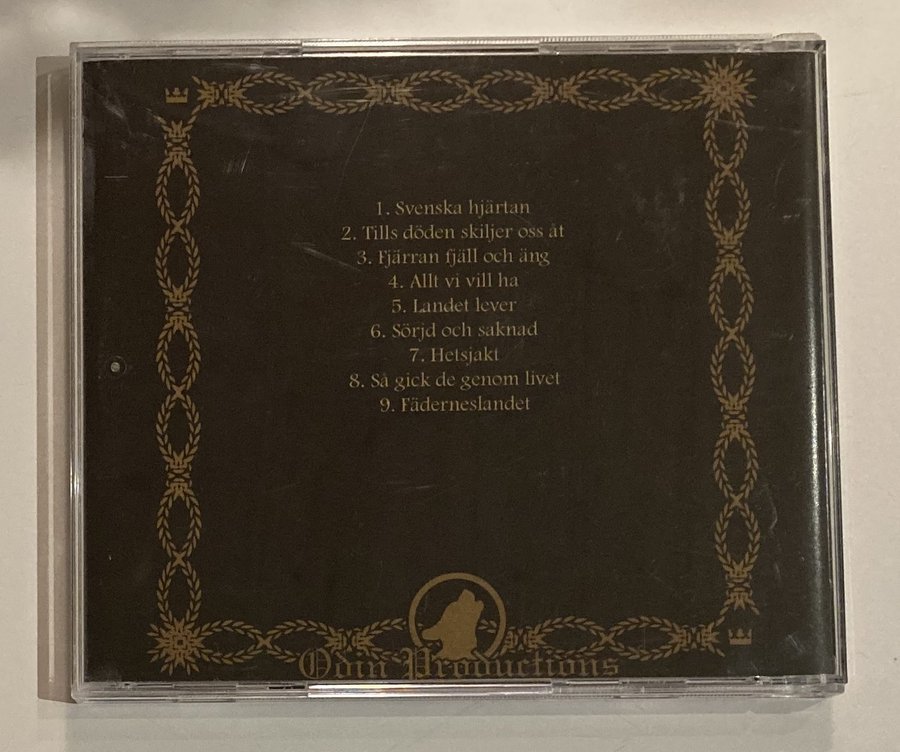 1. Svenska hjärtan
2. Tills döden skiljer oss åt
3. Fjärran fjäll och äng
4. Allt vi vill ha
5. Landet lever
6. Sörjd och saknad
7. Hetsjakt
8. Så gick de genom livet
9. Fäderneslandet
Odin Productions